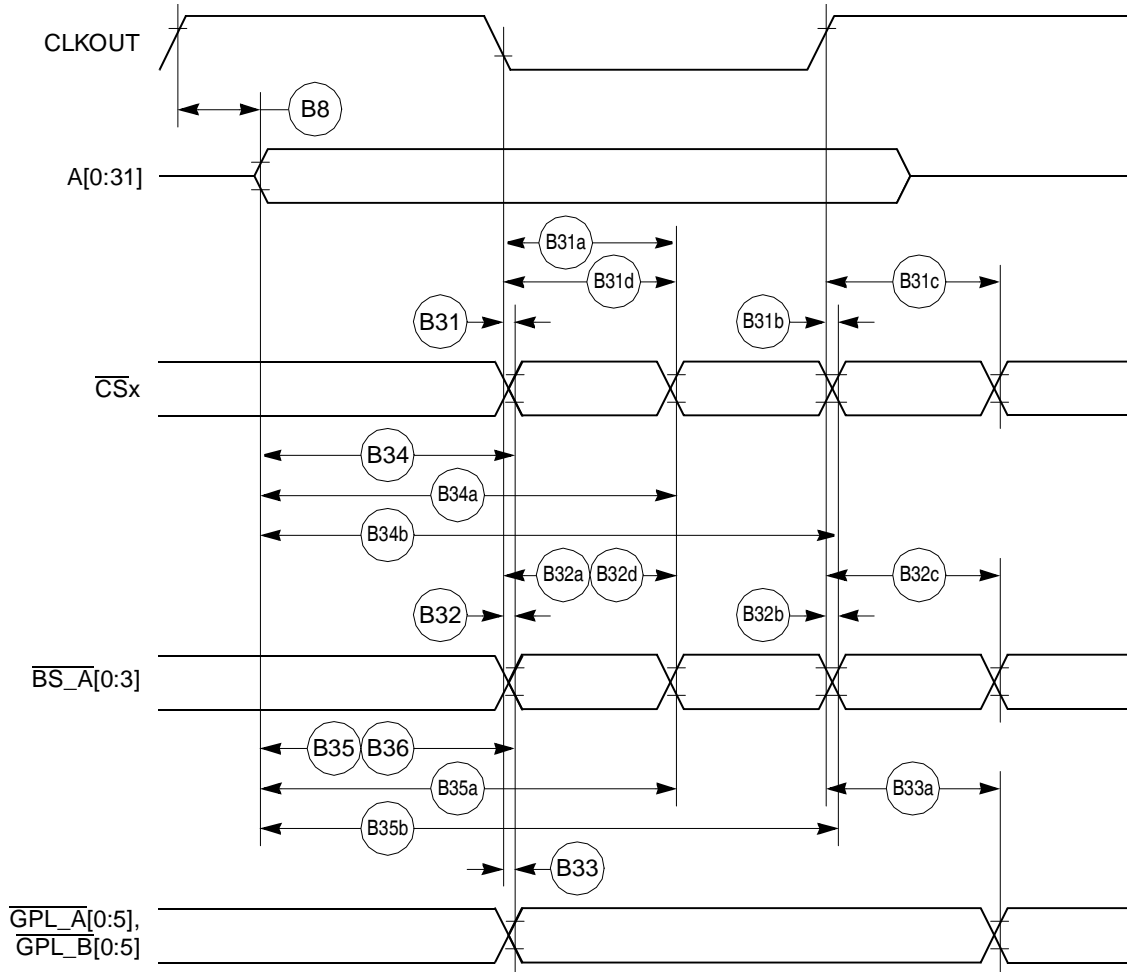 CLKOUT
B8
A[0:31]
B31a
B31d
B31c
B31
B31b
CSx
B34
B34a
B34b
B32a B32d
B32c
B32
B32b
BS_A[0:3]
B35 B36
B35a
B33a
B35b
B33
GPL_A[0:5],
GPL_B[0:5]